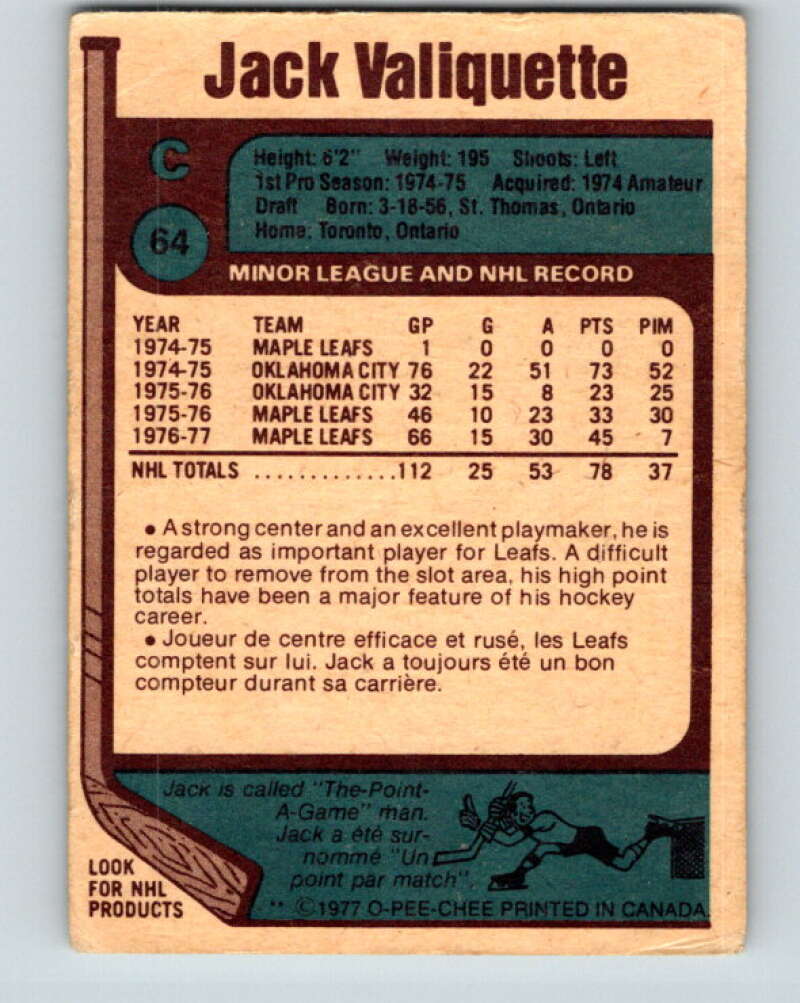 Jack Valiquette
C
Height: 6'2" Weight: 195 Shoots: Left
1st Pro Season: 1974-75 Acquired: 1974 Amateur
Draft Born: 3-18-56, St. Thomas, Ontario
Home: Toronto, Ontario
64
MINOR LEAGUE AND NHL RECORD
YEAR TEAM GP G A PTS PIM
1974-75 MAPLE LEAFS 1 0 0 0 0
1974-75 OKLAHOMA CITY 76 22 51 73 52
1975-76 OKLAHOMA CITY 32 15 8 23 25
1975-76 MAPLE LEAFS 46 10 23 33 30
1976-77 MAPLE LEAFS 66 15 30 45 7
NHL TOTALS .............112 25 53 78 37
• A strong center and an excellent playmaker, he is
regarded as important player for Leafs. A difficult
player to remove from the slot area, his high point
totals have been a major feature of his hockey
career.
• Joueur de centre efficace et rusé, les Leafs
comptent sur lui. Jack a toujours été un bon
compteur durant sa carrière.
Jack is called "The-Point-
A-Game" man.
Jack a été sur-
nommé "Un
point par match".
LOOK
FOR NHL
PRODUCTS
** ©1977 O-PEE-CHEE PRINTED IN CANADA